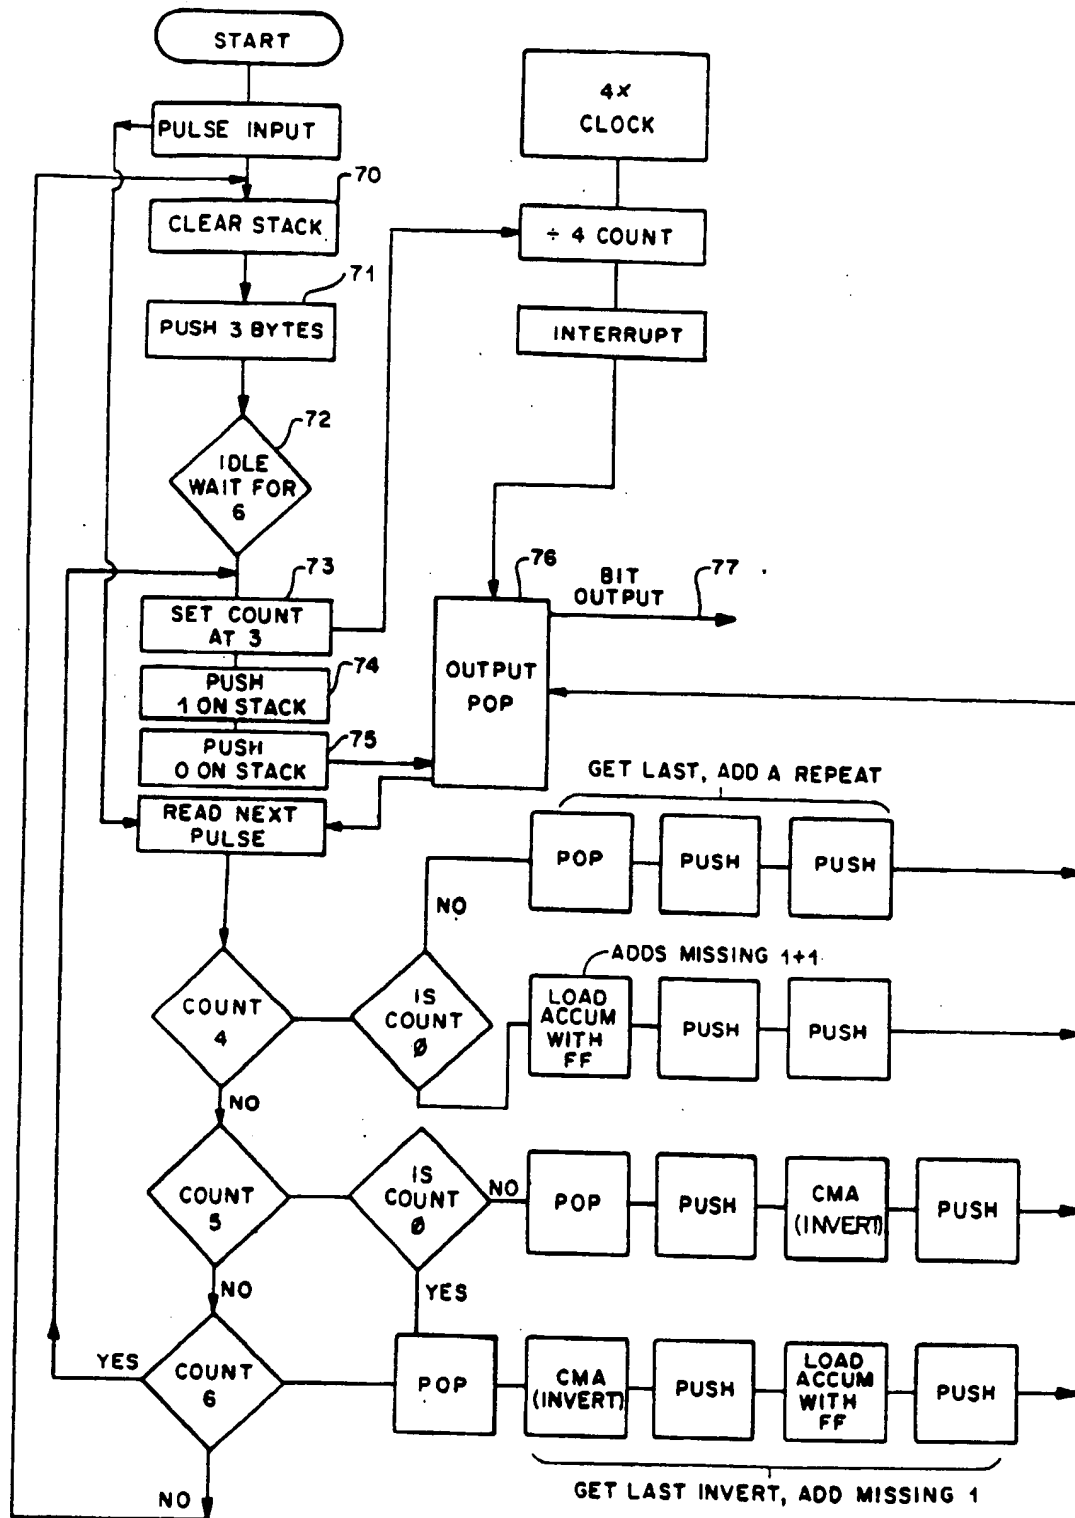 START
PULSE INPUT
70
CLEAR STACK
71
PUSH 3 BYTES
72
IDLE
WAIT FOR
6
73
SET COUNT
AT 3
74
PUSH
1 ON STACK
75
PUSH
0 ON STACK
READ NEXT
PULSE
4X
CLOCK
÷ 4 COUNT
INTERRUPT
76
OUTPUT
POP
BIT
OUTPUT
77
GET LAST, ADD A REPEAT
POP
PUSH
PUSH
NO
COUNT
4
IS
COUNT
Ø
ADDS MISSING 1+1
LOAD
ACCUM
WITH
FF
PUSH
PUSH
NO
COUNT
5
IS
COUNT
Ø
NO
POP
PUSH
CMA
(INVERT)
PUSH
NO
YES
YES
COUNT
6
POP
CMA
(INVERT)
PUSH
LOAD
ACCUM
WITH
FF
PUSH
NO
GET LAST INVERT, ADD MISSING 1